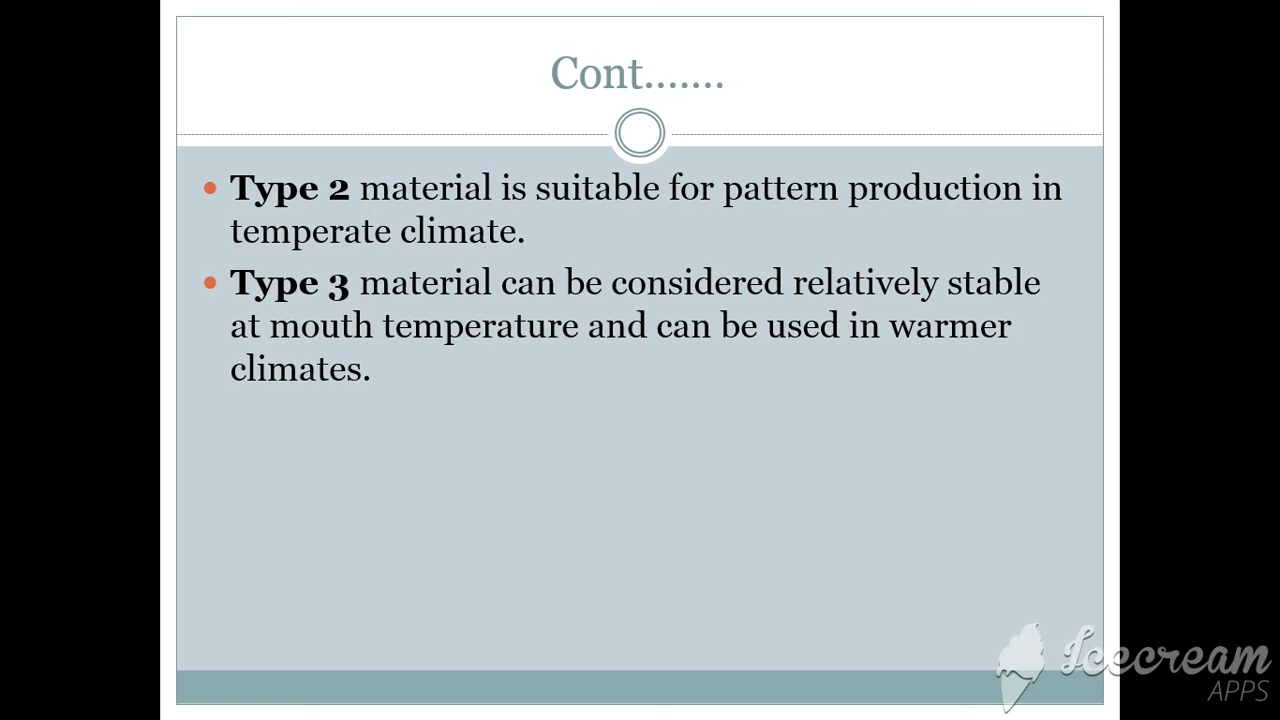 Cont.......
Type 2 material is suitable for pattern production in
temperate climate.
Type 3 material can be considered relatively stable
at mouth temperature and can be used in warmer
climates.
Icecream
APPS